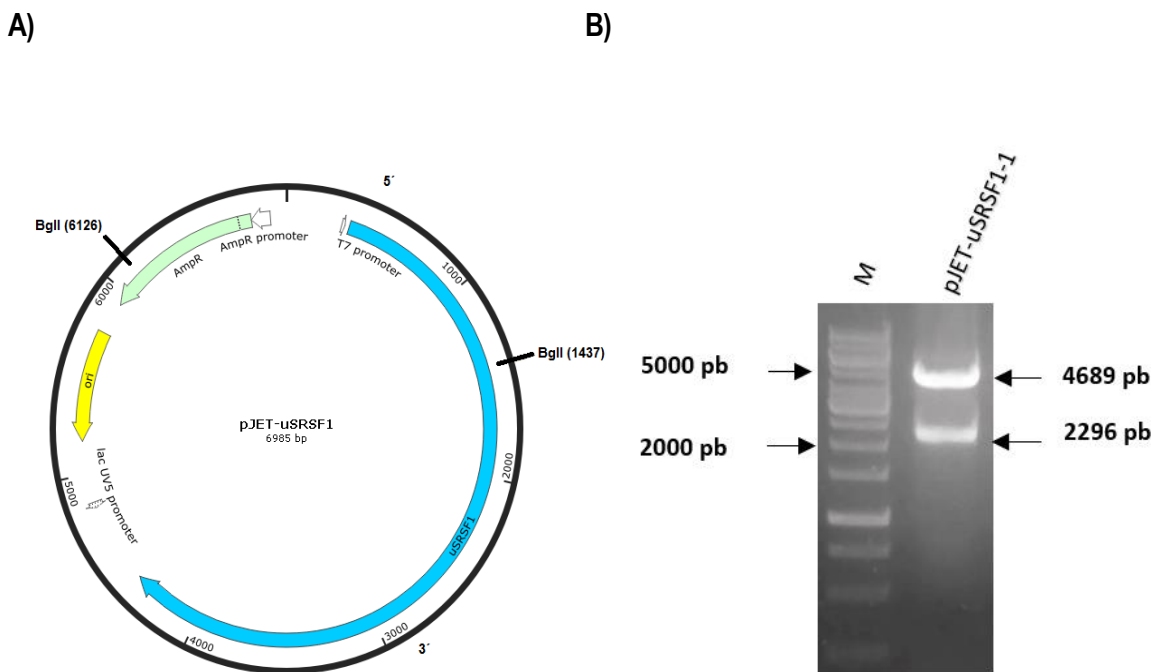 A)
B)
5´
BglI (6126)
AmpR promoter
AmpR
T7 promoter
1000
6000
BglI (1437)
ori
pJET-uSRSF1
6985 bp
lac UV5 promoter
5000
2000
uSRSF1
4000
3000
3´
M
pJET-uSRSF1-1
5000 pb
4689 pb
2000 pb
2296 pb